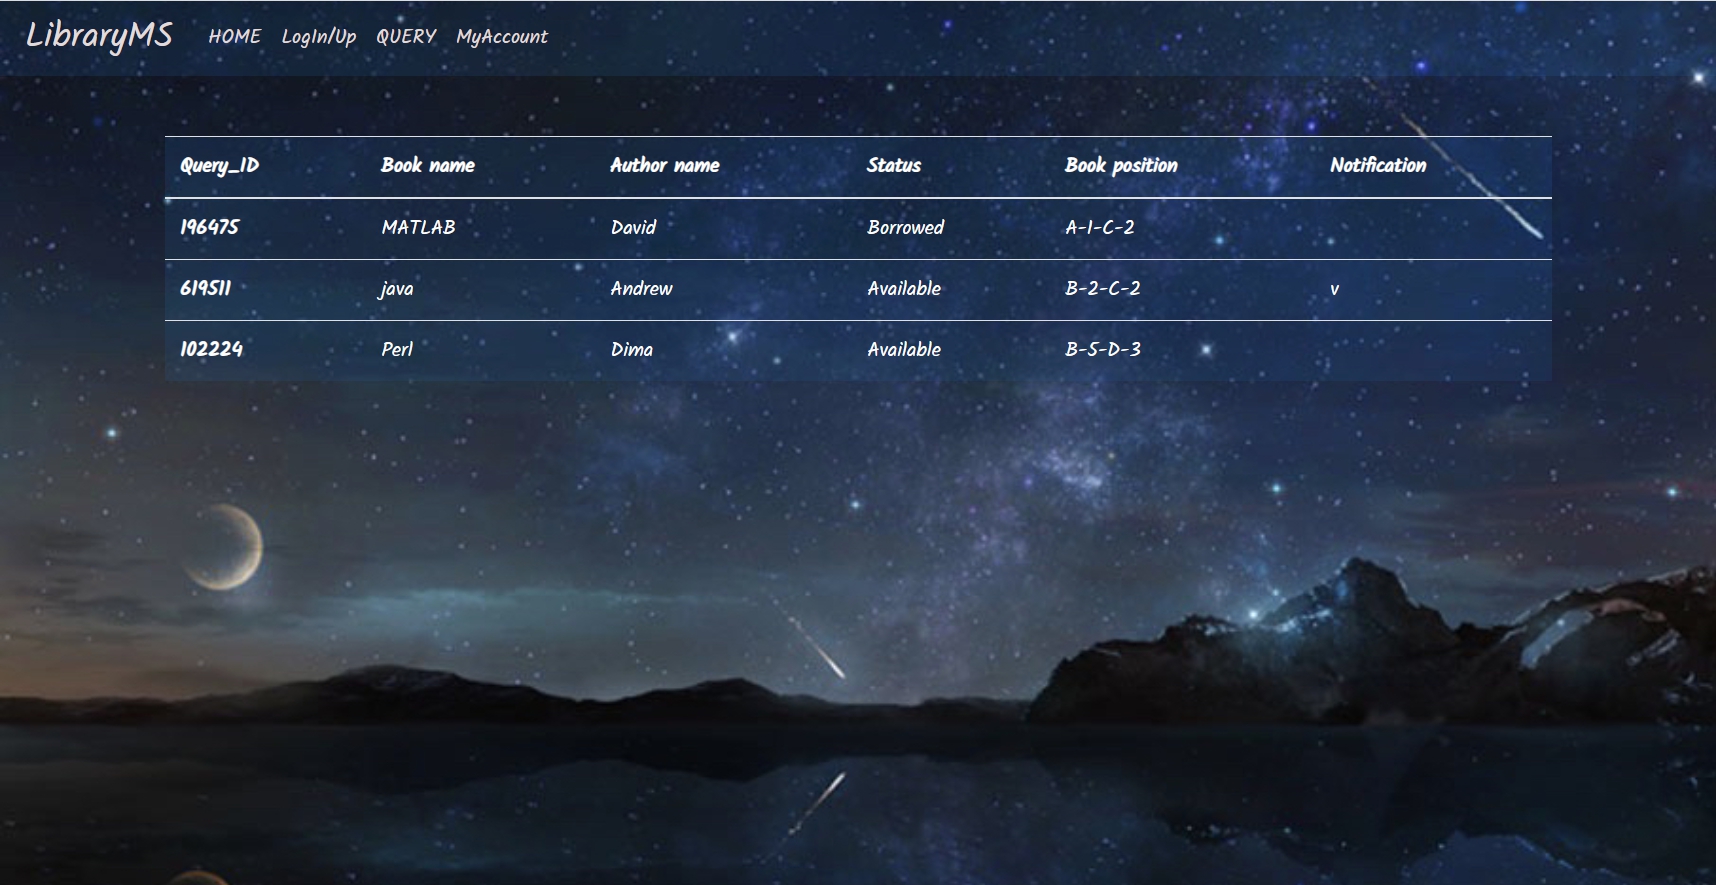 LibraryMS HOME LogIn/Up QUERY MyAccount
Query_ID Book name Author name Status Book position Notification
196475 MATLAB David Borrowed A-1-C-2
619511 java Andrew Available B-2-C-2 v
102224 Perl Dima Available B-5-D-3